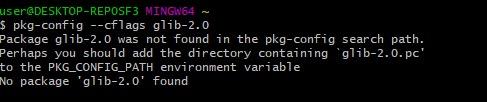 user@DESKTOP-REPOSF3 MINGW64 ~
$ pkg-config --cflags glib-2.0
Package glib-2.0 was not found in the pkg-config search path.
Perhaps you should add the directory containing `glib-2.0.pc'
to the PKG_CONFIG_PATH environment variable
No package 'glib-2.0' found